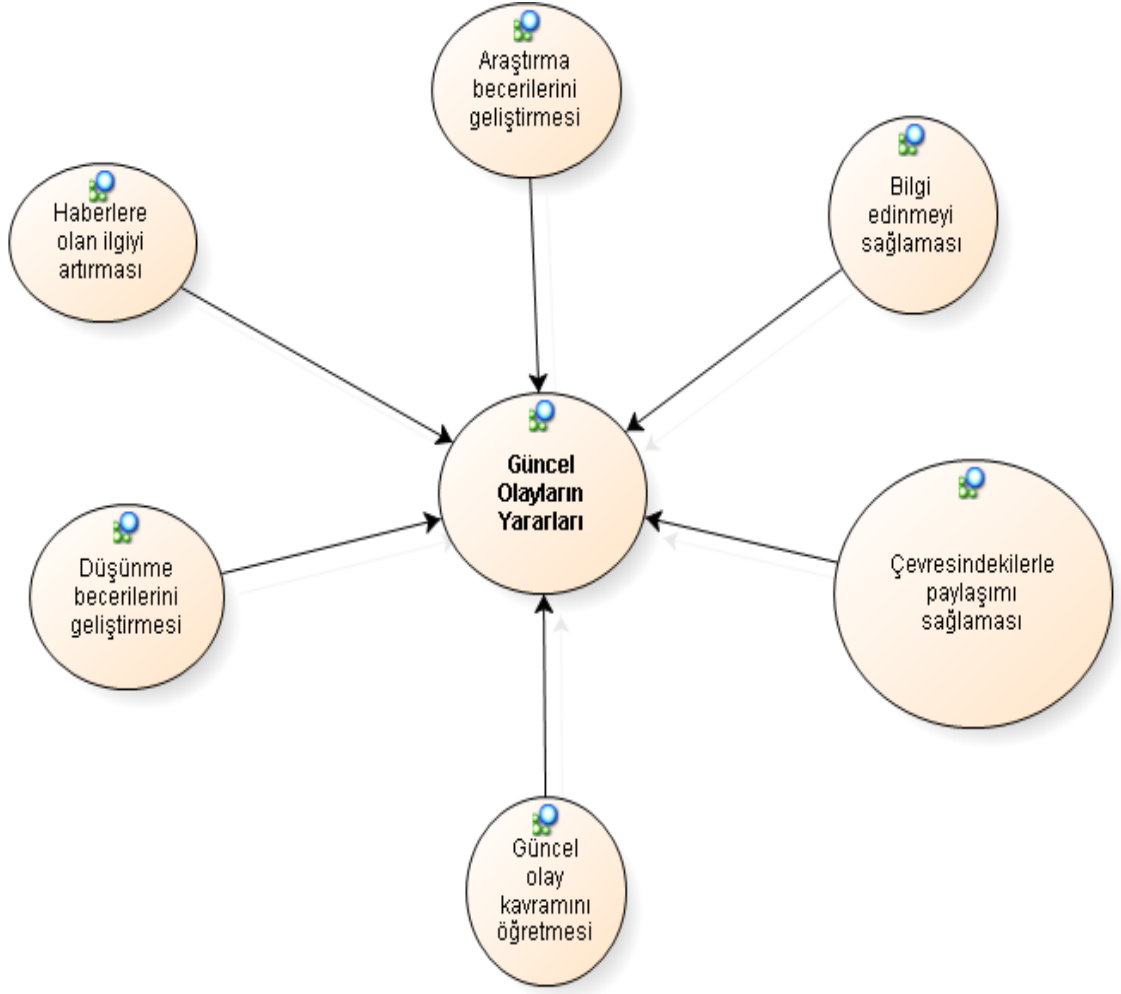 Araştırma
becerilerini
geliştirmesi
Bilgi
edinmeyi
sağlaması
Haberlere
olan ilgiyi
artırması
Güncel
Olayların
Yararları
Düşünme
becerilerini
geliştirmesi
Çevresindekilerle
paylaşımı
sağlaması
Güncel
olay
kavramını
öğretmesi